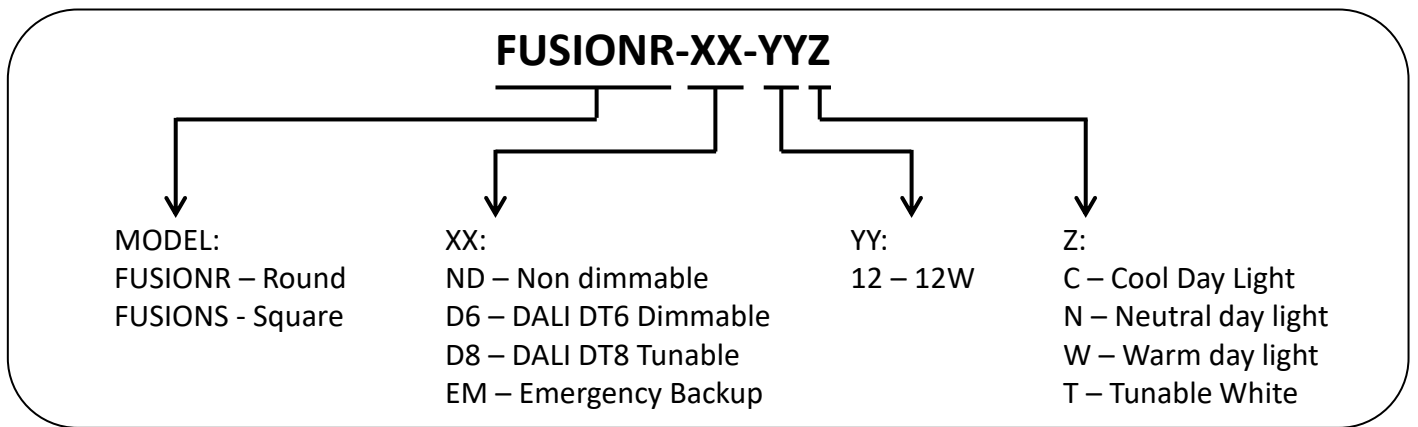 FUSIONR-XX-YYZ
MODEL:
FUSIONR – Round
FUSIONS - Square
XX:
ND – Non dimmable
D6 – DALI DT6 Dimmable
D8 – DALI DT8 Tunable
EM – Emergency Backup
YY:
12 – 12W
Z:
C – Cool Day Light
N – Neutral day light
W – Warm day light
T – Tunable White